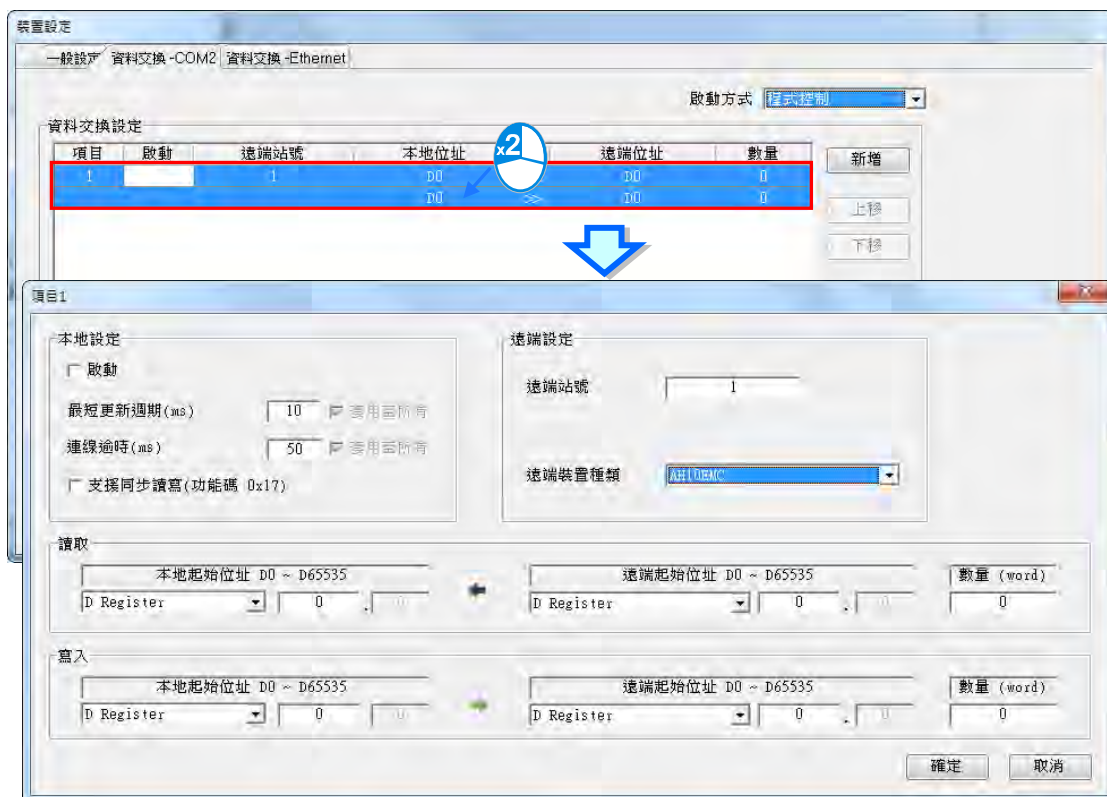 裝置設定
一般設定 資料交換 -COM2 資料交換 -Ethernet
啟動方式 程式控制
資料交換設定
項目 啟動 遠端站號 本地位址 遠端位址 數量
x2
1 1 D0 D0 0
D0 >> D0 0
新增
上移
下移
項目1
本地設定
啟動
最短更新週期(ms) 10 適用至所有
連線逾時(ms) 50 適用至所有
支援同步讀寫(功能碼 0x17)
遠端設定
遠端站號 1
遠端裝置種類 AH10EMC
讀取
本地起始位址 D0 ~ D65535 遠端起始位址 D0 ~ D65535 數量 (word)
D Register 0 . 0 D Register 0 . 0 0
寫入
本地起始位址 D0 ~ D65535 遠端起始位址 D0 ~ D65535 數量 (word)
D Register 0 0 D Register 0 . 0 0
確定 取消